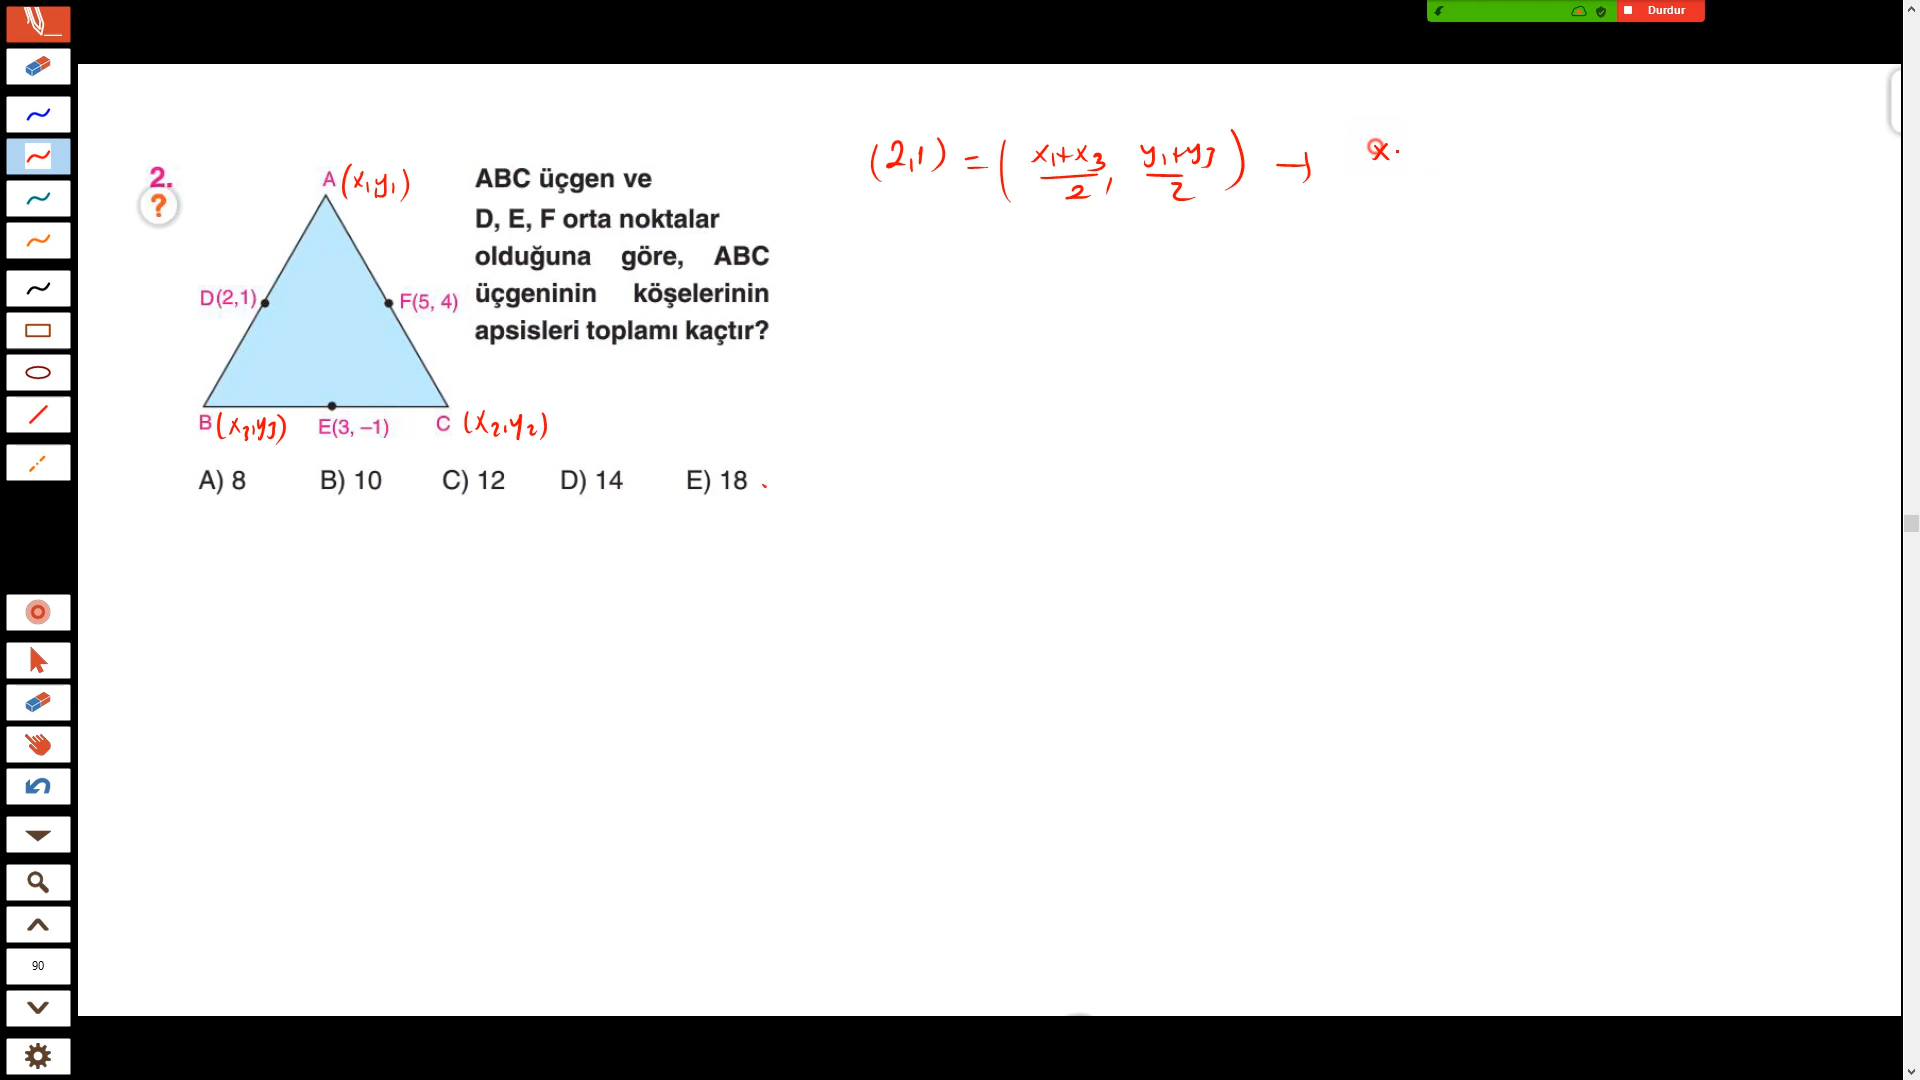 Durdur
(2,1) = ( x₁+x₃/2 , y₁+y₃/2 ) → x.
2.
?
A (x₁,y₁)
ABC üçgen ve
D, E, F orta noktalar
olduğuna göre, ABC
üçgeninin köşelerinin
apsisleri toplamı kaçtır?
D(2,1)
F(5, 4)
B (x₃,y₃)
E(3, –1)
C (x₂,y₂)
A) 8 B) 10 C) 12 D) 14 E) 18
90